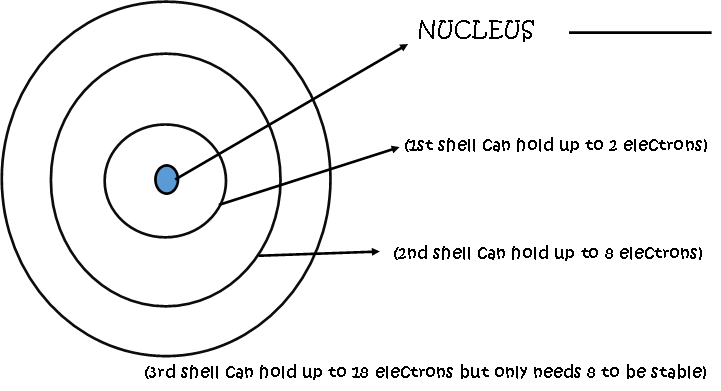 NUCLEUS
(1st shell can hold up to 2 electrons)
(2nd shell can hold up to 8 electrons)
(3rd shell can hold up to 18 electrons but only needs 8 to be stable)